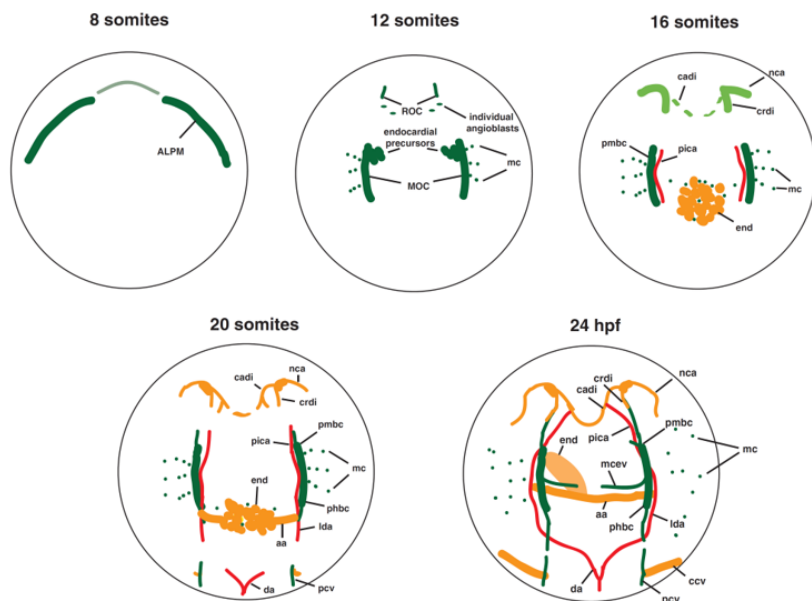 8 somites
ALPM
12 somites
ROC
individual
angioblasts
endocardial
precursors
mc
MOC
16 somites
cadi
nca
crdi
pmbc
pica
mc
end
20 somites
nca
cadi
crdi
pmbc
pica
mc
end
phbc
lda
aa
da
pcv
24 hpf
nca
crdi
cadi
pmbc
pica
end
mc
mcev
aa
phbc
lda
da
ccv
pcv